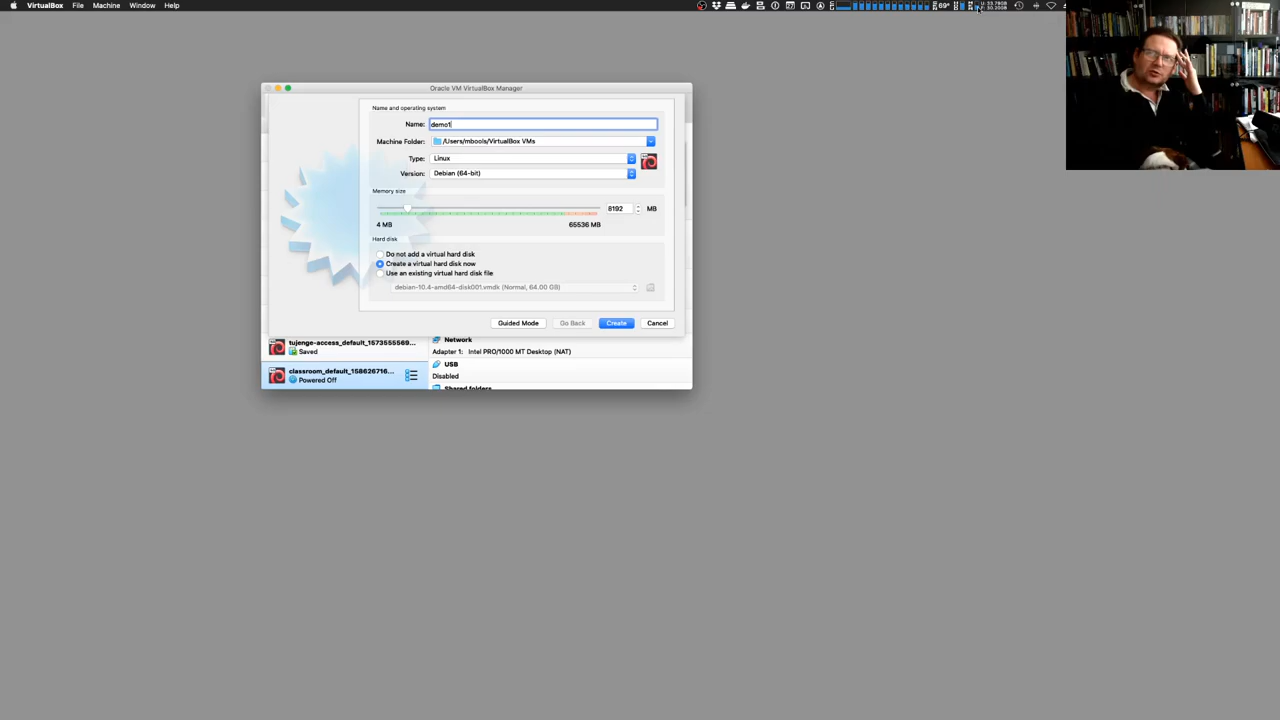 VirtualBox File Machine Window Help
69°
Oracle VM VirtualBox Manager
Name and operating system
Name: demo1
Machine Folder: /Users/mbools/VirtualBox VMs
Type: Linux
Version: Debian (64-bit)
Memory size
8192 MB
4 MB 65536 MB
Hard disk
Do not add a virtual hard disk
Create a virtual hard disk now
Use an existing virtual hard disk file
debian-10.4-amd64-disk001.vmdk (Normal, 64.00 GB)
Guided Mode Go Back Create Cancel
tujenge-access_default_1573555569...
Saved
Network
Adapter 1: Intel PRO/1000 MT Desktop (NAT)
USB
classroom_default_158626716...
Powered Off
Disabled
Shared folders